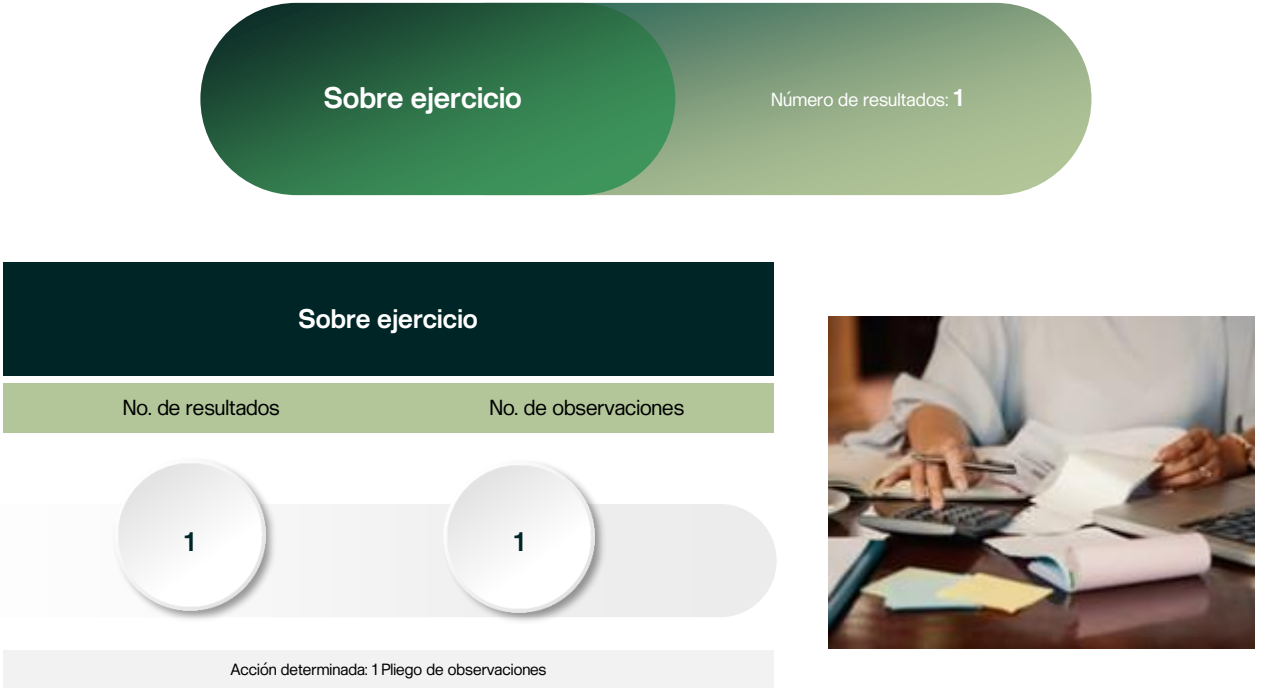 Sobre ejercicio
Número de resultados: 1
Sobre ejercicio
No. de resultados No. de observaciones
1 1
Acción determinada: 1 Pliego de observaciones